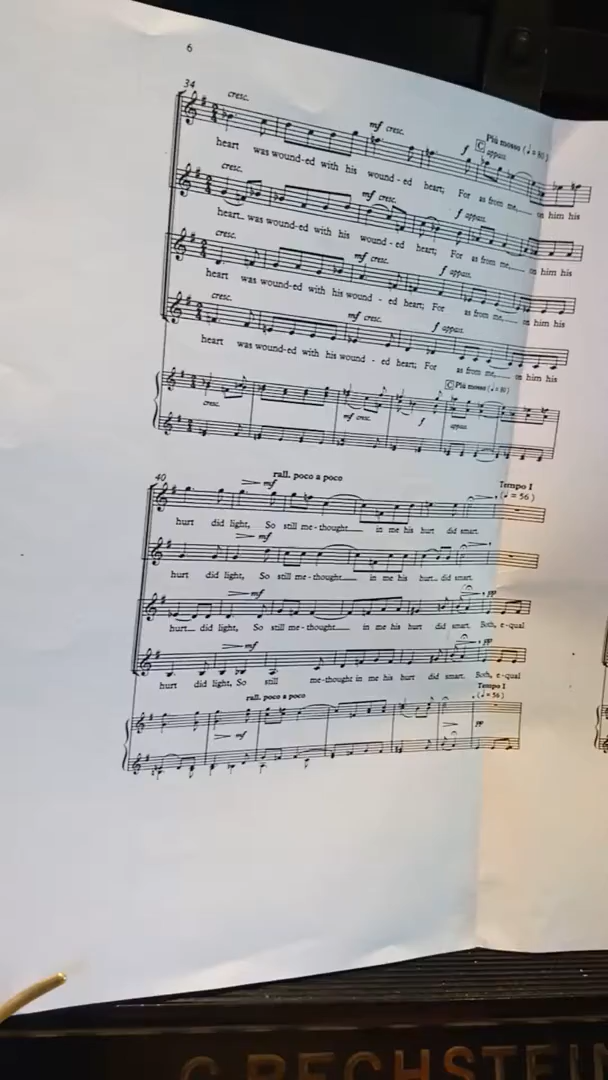 6
34
cresc. mf cresc. f C Più mosso (♩= 80)
appass.
heart was wound-ed with his wound - ed heart; For as from me, on him his
cresc. mf cresc. f appass.
heart was wound-ed with his wound - ed heart; For as from me, on him his
cresc. mf cresc. f appass.
heart was wound-ed with his wound - ed heart; For as from me, on him his
cresc. mf cresc. f appass.
heart was wound-ed with his wound - ed heart; For as from me, on him his
C Più mosso (♩= 80)
cresc. mf cresc. f appass.
40
rall. poco a poco Tempo I
mf (♩= 56)
hurt did light, So still me-thought in me his hurt did smart.
mf
hurt did light, So still me-thought in me his hurt did smart.
mf pp
hurt did light, So still me-thought in me his hurt did smart. Both, e-qual
mf pp
hurt did light, So still me-thought in me his hurt did smart. Both, e-qual
rall. poco a poco Tempo I
(♩= 56)
mf pp
C. BECHSTEIN